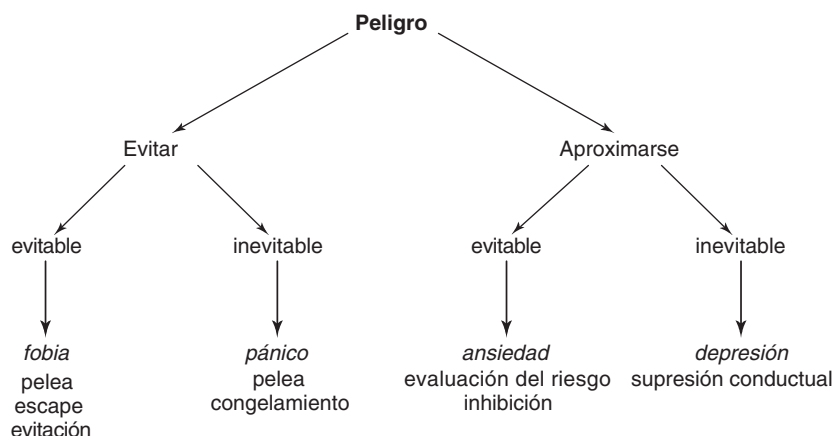 Peligro
Evitar
Aproximarse
evitable
inevitable
evitable
inevitable
fobia
pelea
escape
evitación
pánico
pelea
congelamiento
ansiedad
evaluación del riesgo
inhibición
depresión
supresión conductual